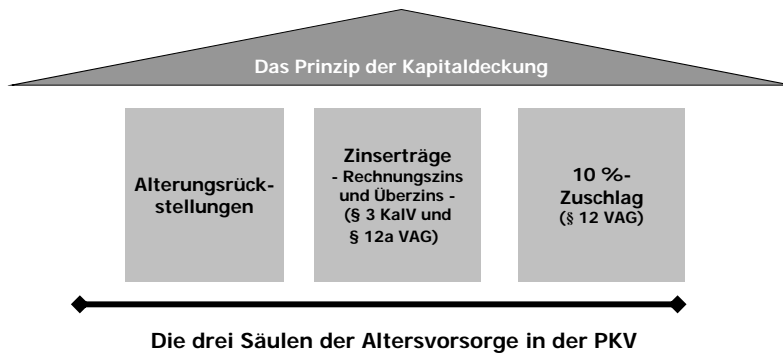 Das Prinzip der Kapitaldeckung
Alterungsrück-
stellungen
Zinserträge
- Rechnungszins
und Überzins -
(§ 3 KalV und
§ 12a VAG)
10 %-
Zuschlag
(§ 12 VAG)
Die drei Säulen der Altersvorsorge in der PKV